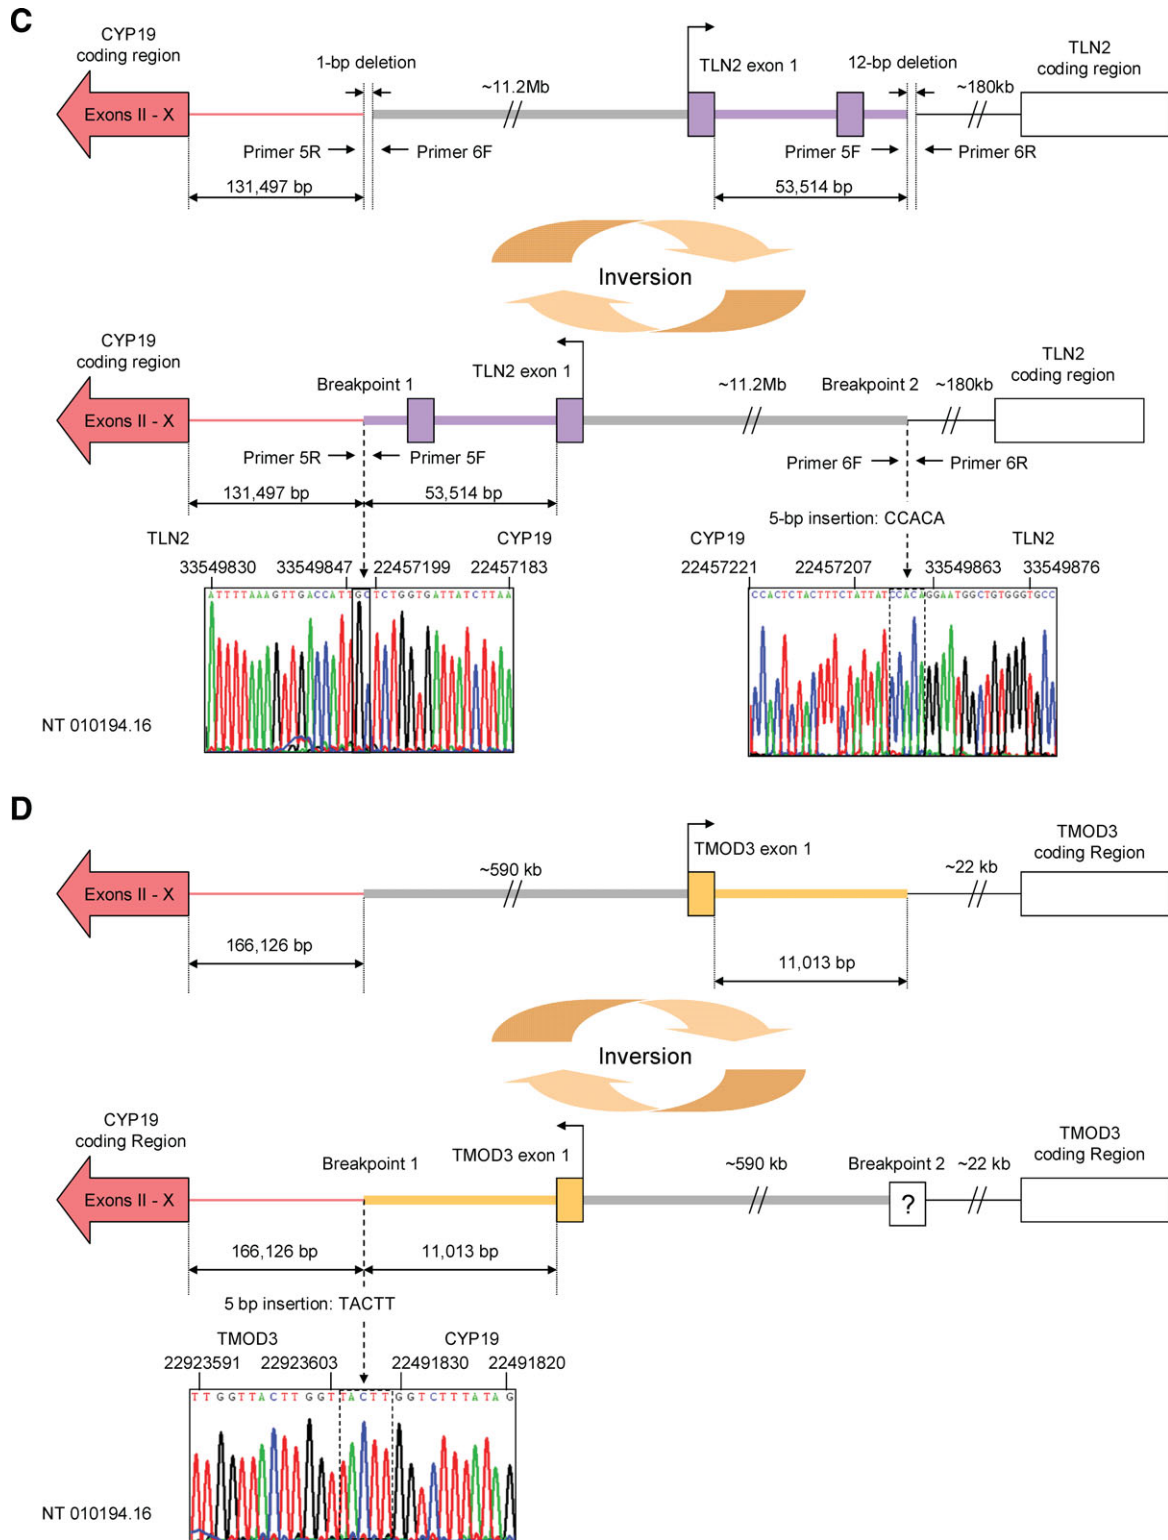 C
CYP19
coding region
1-bp deletion
TLN2 exon 1
12-bp deletion
TLN2
coding region
~11.2Mb
~180kb
Exons II - X
Primer 5R
Primer 6F
Primer 5F
Primer 6R
131,497 bp
53,514 bp
Inversion
CYP19
coding region
Breakpoint 1
TLN2 exon 1
~11.2Mb
Breakpoint 2
~180kb
TLN2
coding region
Exons II - X
Primer 5R
Primer 5F
Primer 6F
Primer 6R
131,497 bp
53,514 bp
5-bp insertion: CCACA
TLN2
CYP19
33549830
33549847
22457199
22457183
ATTTTAAAGTTGACCATTGCTCTGGTGATTATCTTAA
CYP19
TLN2
22457221
22457207
33549863
33549876
CCACTCTACTTTCTATTATCCACAGGAATGGCTGTGGGTGCC
NT 010194.16
D
TMOD3 exon 1
TMOD3
coding Region
~590 kb
~22 kb
Exons II - X
166,126 bp
11,013 bp
Inversion
CYP19
coding Region
Breakpoint 1
TMOD3 exon 1
~590 kb
Breakpoint 2
~22 kb
TMOD3
coding Region
Exons II - X
?
166,126 bp
11,013 bp
5 bp insertion: TACTT
TMOD3
CYP19
22923591
22923603
22491830
22491820
TTGGTTACTTGGTTACTTGGTCTTTATAG
NT 010194.16